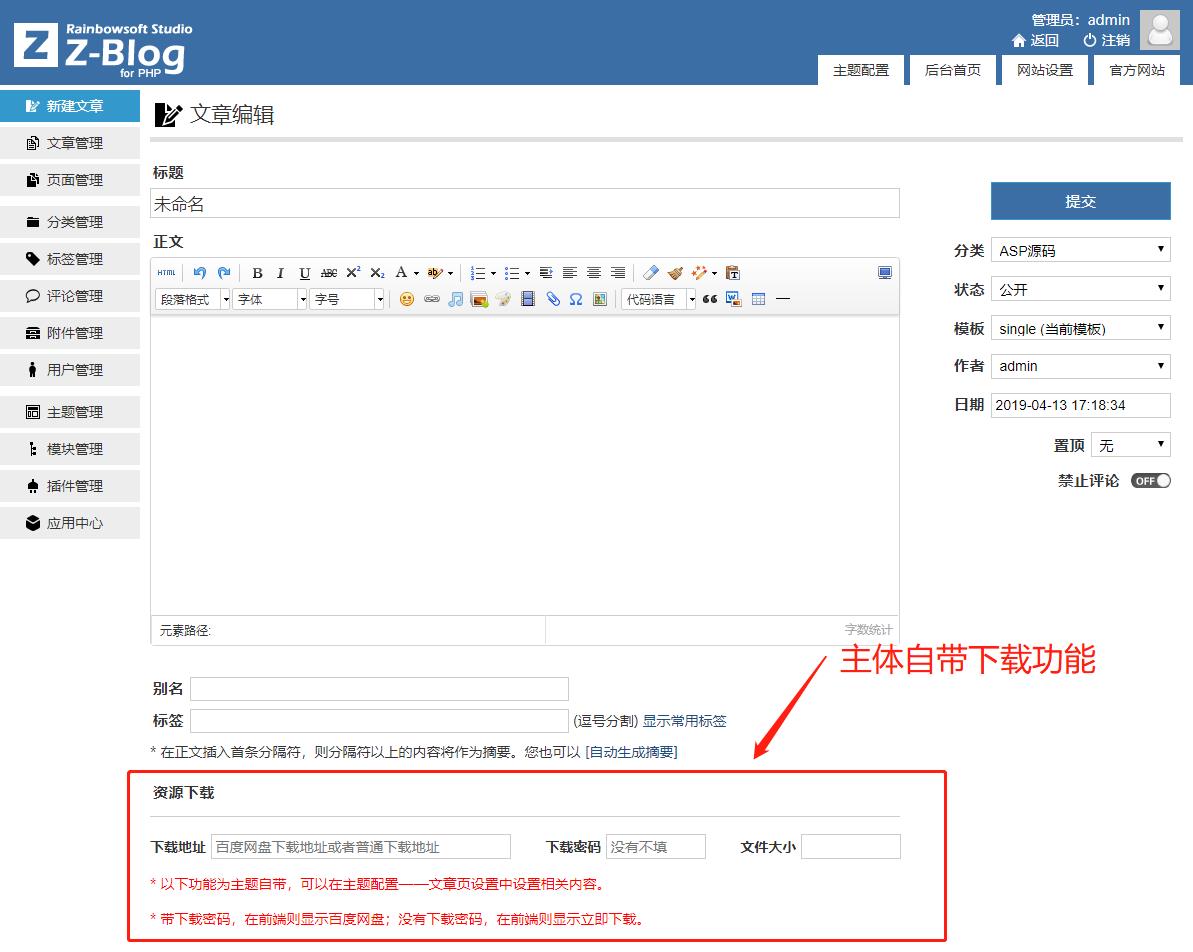 Rainbowsoft Studio
Z-Blog
for PHP
管理员：admin
返回 注销
主题配置 后台首页 网站设置 官方网站
新建文章
文章管理
页面管理
分类管理
标签管理
评论管理
附件管理
用户管理
主题管理
模块管理
插件管理
应用中心
文章编辑
标题
未命名
正文
HTML B I U ABC X² X₂ A ab
段落格式 字体 字号 代码语言
元素路径: 字数统计
提交
分类 ASP源码
状态 公开
模板 single (当前模板)
作者 admin
日期 2019-04-13 17:18:34
置顶 无
禁止评论 OFF
主体自带下载功能
别名
标签 (逗号分割) 显示常用标签
* 在正文插入首条分隔符，则分隔符以上的内容将作为摘要。您也可以 [自动生成摘要]
资源下载
下载地址 百度网盘下载地址或者普通下载地址 下载密码 没有不填 文件大小
* 以下功能为主题自带，可以在主题配置——文章页设置中设置相关内容。
* 带下载密码，在前端则显示百度网盘；没有下载密码，在前端则显示立即下载。